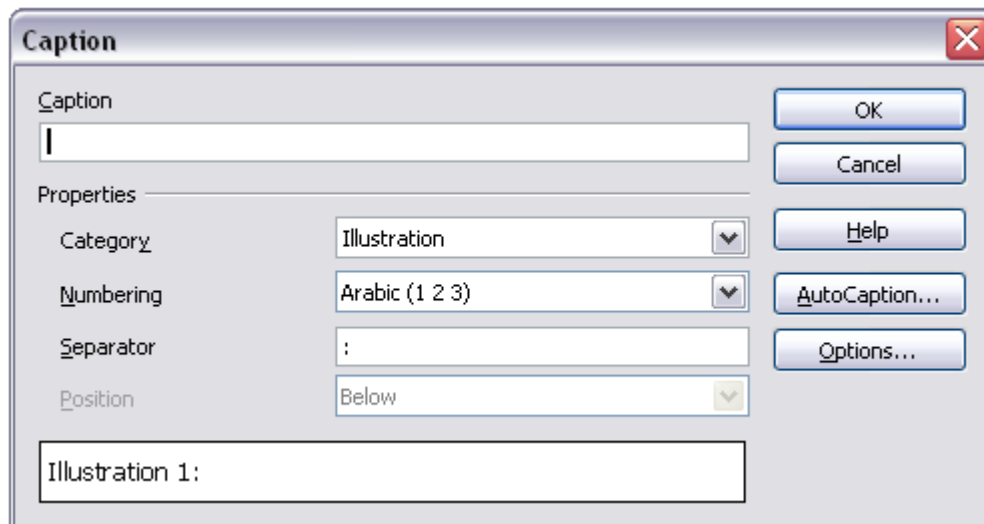 Caption
Caption
OK
Cancel
Properties
Category
Illustration
Help
Numbering
Arabic (1 2 3)
AutoCaption...
Separator
:
Options...
Position
Below
Illustration 1: